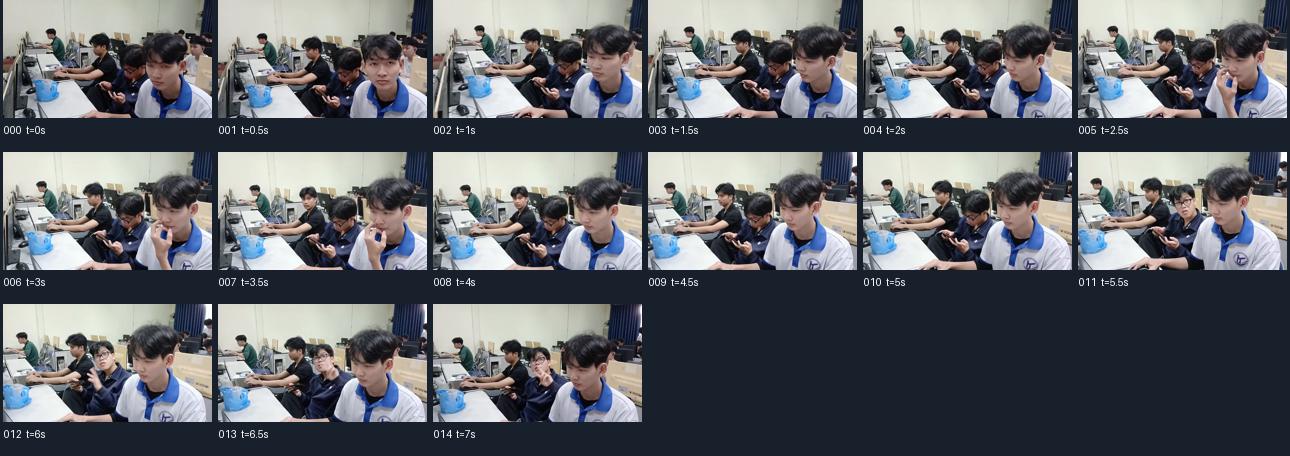 000 t=0s
001 t=0.5s
002 t=1s
003 t=1.5s
004 t=2s
005 t=2.5s
006 t=3s
007 t=3.5s
008 t=4s
009 t=4.5s
010 t=5s
011 t=5.5s
012 t=6s
013 t=6.5s
014 t=7s